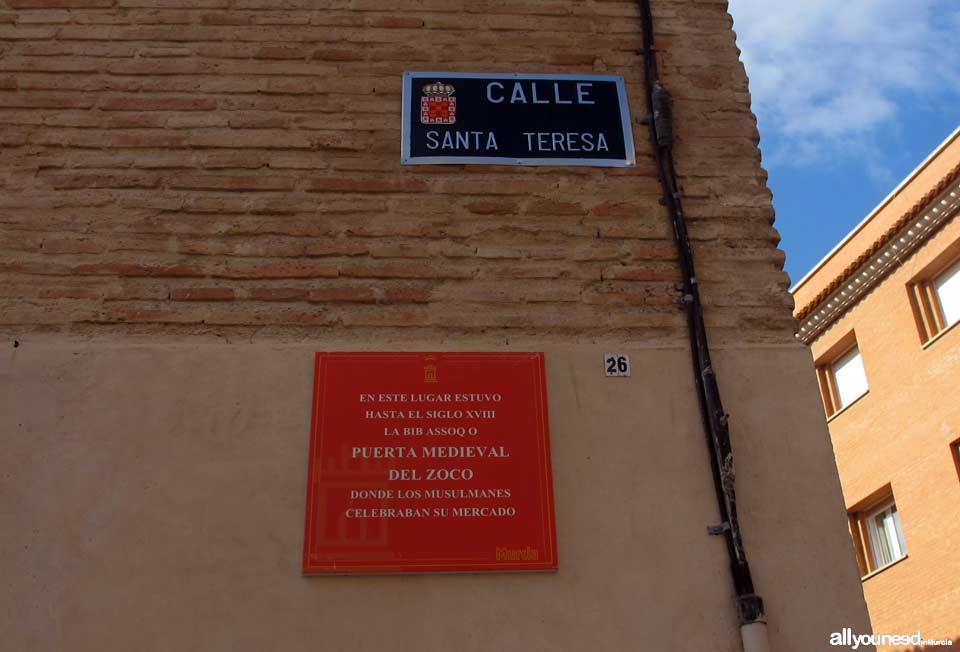 CALLE
SANTA TERESA
26
EN ESTE LUGAR ESTUVO
HASTA EL SIGLO XVIII
LA BIB ASSOQ O
PUERTA MEDIEVAL
DEL ZOCO
DONDE LOS MUSULMANES
CELEBRABAN SU MERCADO
Murcia
allyouneedinMurcia